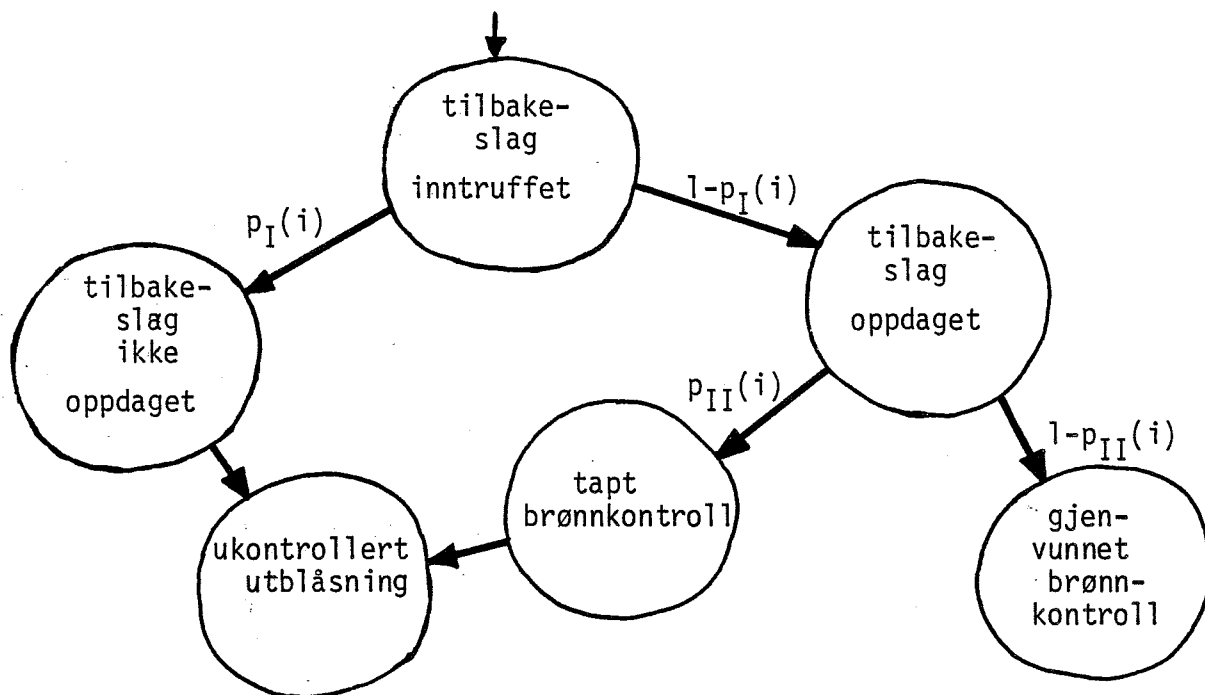 tilbake-
slag
inntruffet
p_I(i)
1-p_I(i)
tilbake-
slag
ikke
oppdaget
tilbake-
slag
oppdaget
p_II(i)
1-p_II(i)
tapt
brønnkontroll
ukontrollert
utblåsning
gjen-
vunnet
brønn-
kontroll